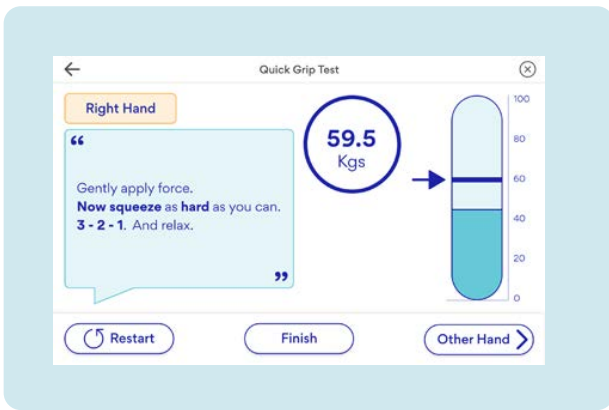 Quick Grip Test
Right Hand
“
Gently apply force.
Now squeeze as hard as you can.
3 - 2 - 1. And relax.
”
59.5
Kgs
100
80
60
40
20
0
Restart
Finish
Other Hand